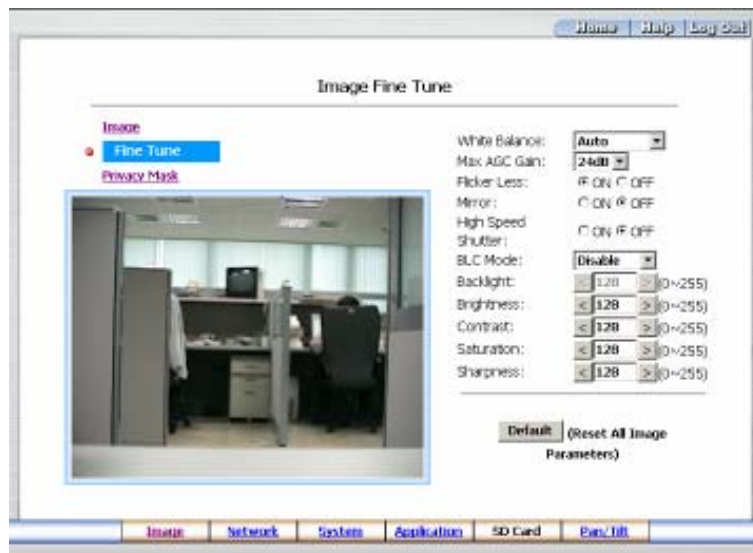 Home Help Log Out
Image Fine Tune
Image
Fine Tune
Privacy Mask
White Balance: Auto
Max AGC Gain: 24dB
Flicker Less: ON OFF
Mirror: ON OFF
High Speed Shutter: ON OFF
BLC Mode: Disable
Backlight: < 128 > (0~255)
Brightness: < 128 > (0~255)
Contrast: < 128 > (0~255)
Saturation: < 128 > (0~255)
Sharpness: < 128 > (0~255)
Default (Reset All Image
Parameters)
Image Network System Application SD Card Pan/Tilt